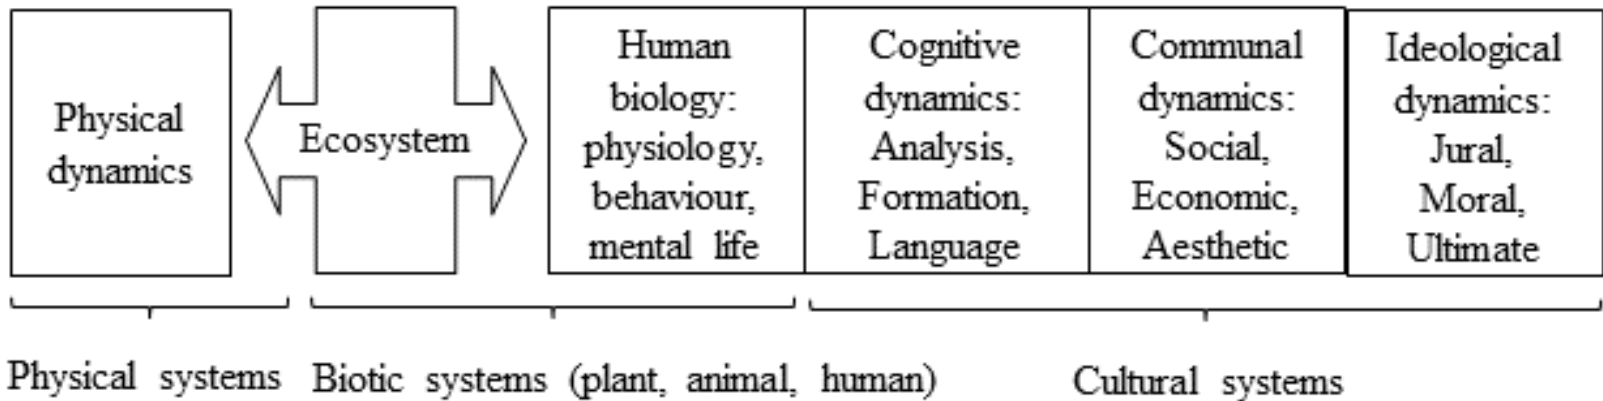 Physical
dynamics
Ecosystem
Human
biology:
physiology,
behaviour,
mental life
Cognitive
dynamics:
Analysis,
Formation,
Language
Communal
dynamics:
Social,
Economic,
Aesthetic
Ideological
dynamics:
Jural,
Moral,
Ultimate
Physical systems
Biotic systems (plant, animal, human)
Cultural systems